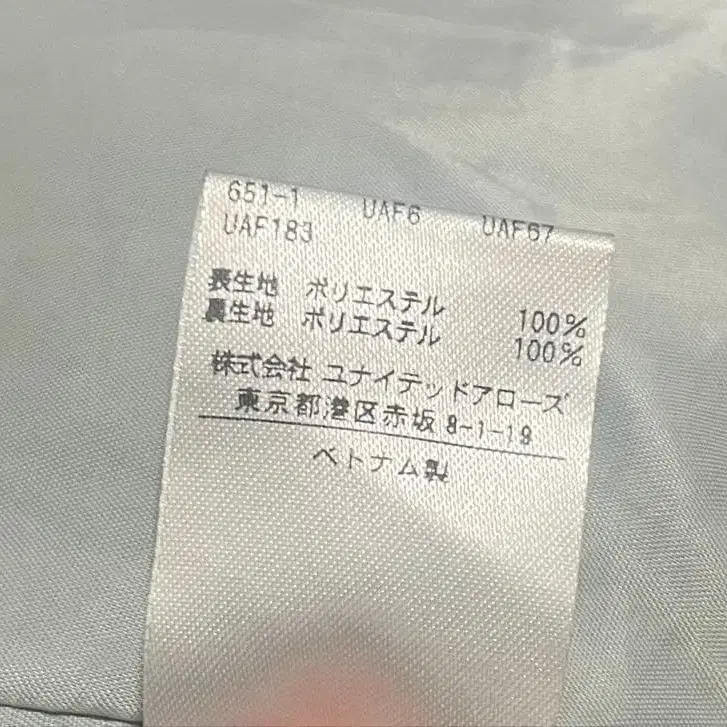 651-1 UAF6 UAF67
UAF183
表生地 ポリエステル 100%
裏生地 ポリエステル 100%
株式会社 ユナイテッドアローズ
東京都港区赤坂 8-1-19
ベトナム製